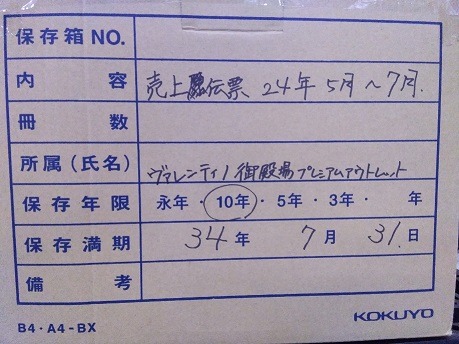 保存箱NO.
内容 売上伝票 24年 5月〜7月.
冊数
所属(氏名) ヴァレンティノ御殿場プレミアムアウトレット
保存年限 永年・10年・5年・3年・ 年
保存満期 34年 7月 31日
備考
B4・A4-BX KOKUYO